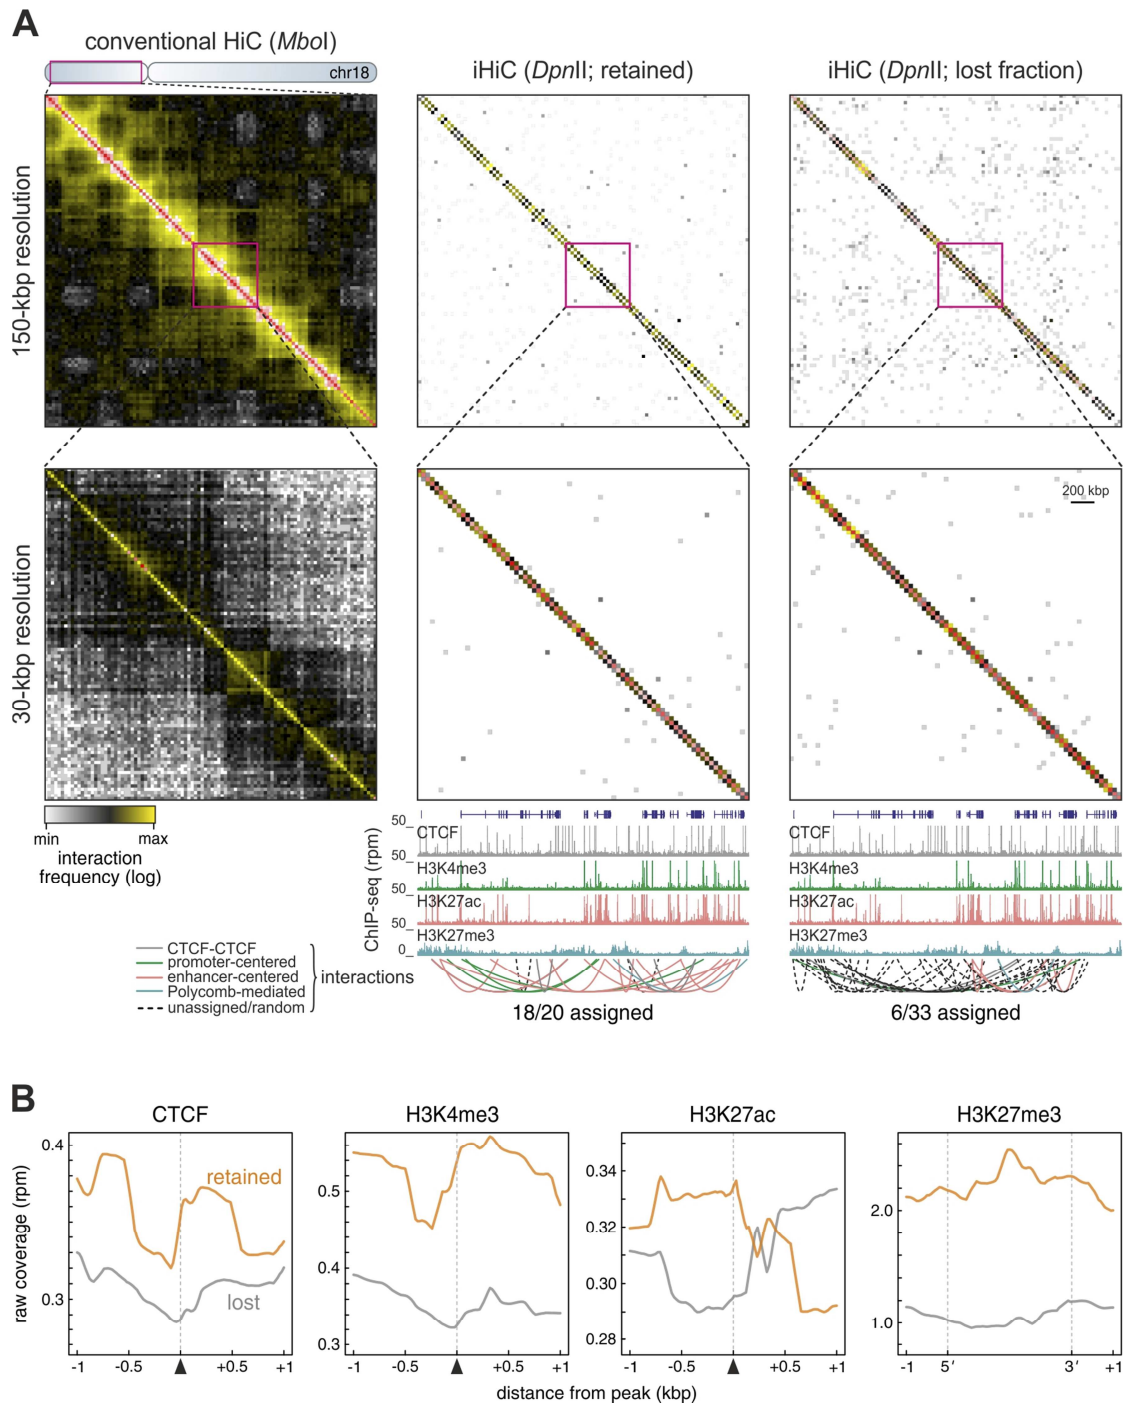 A
conventional HiC (MboI)
chr18
iHiC (DpnII; retained)
iHiC (DpnII; lost fraction)
150-kbp resolution
30-kbp resolution
200 kbp
min
max
interaction
frequency (log)
ChIP-seq (rpm)
50
CTCF
50
H3K4me3
50
H3K27ac
50
H3K27me3
0
CTCF
H3K4me3
H3K27ac
H3K27me3
CTCF-CTCF
promoter-centered
enhancer-centered
Polycomb-mediated
unassigned/random
interactions
18/20 assigned
6/33 assigned
B
CTCF
H3K4me3
H3K27ac
H3K27me3
raw coverage (rpm)
0.4
0.3
retained
lost
-1
-0.5
+0.5
+1
0.5
0.4
0.3
-1
-0.5
+0.5
+1
0.34
0.32
0.30
0.28
-1
-0.5
+0.5
+1
2.0
1.0
-1
5′
3′
+1
distance from peak (kbp)